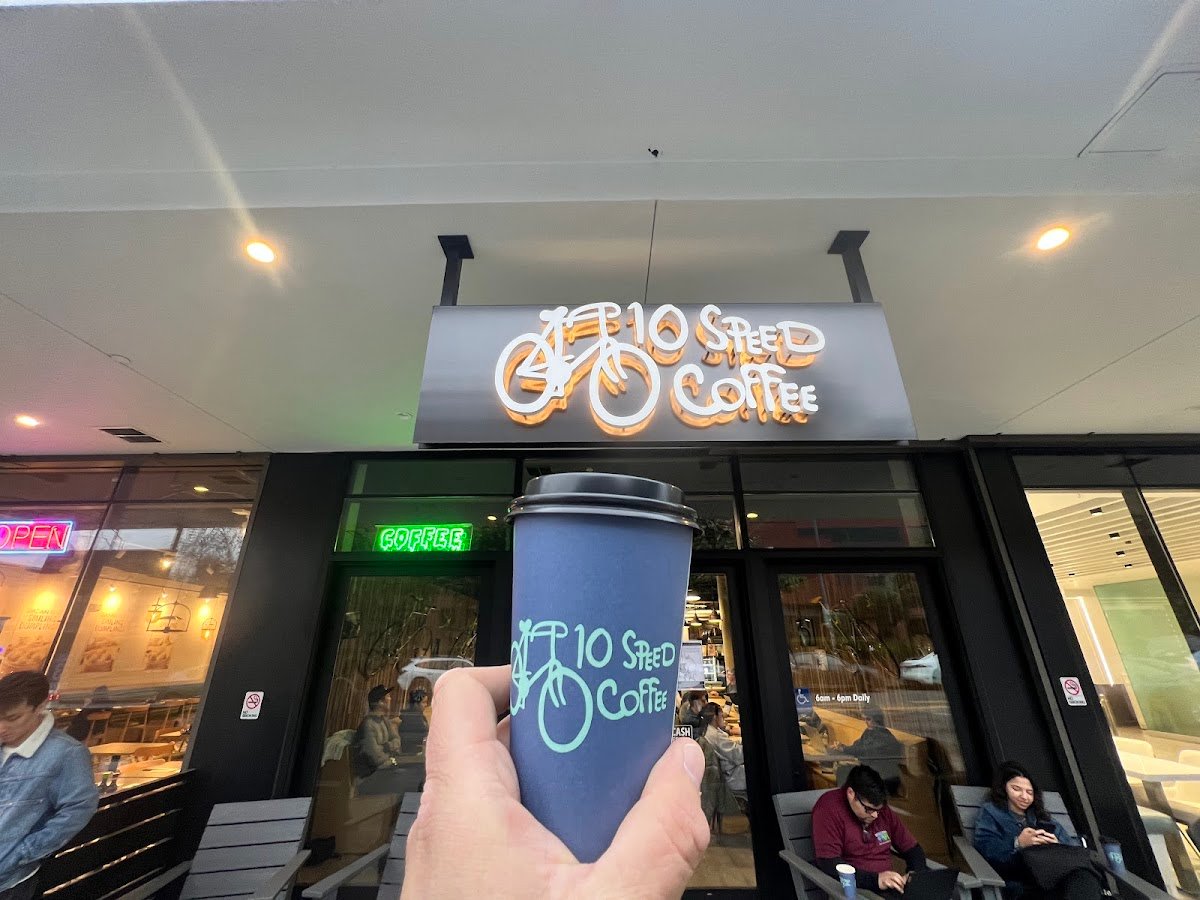 10 SPEED
COFFEE
COFFEE
OPEN
10 SPEED
COFFEE
6am - 6pm Daily
CASH